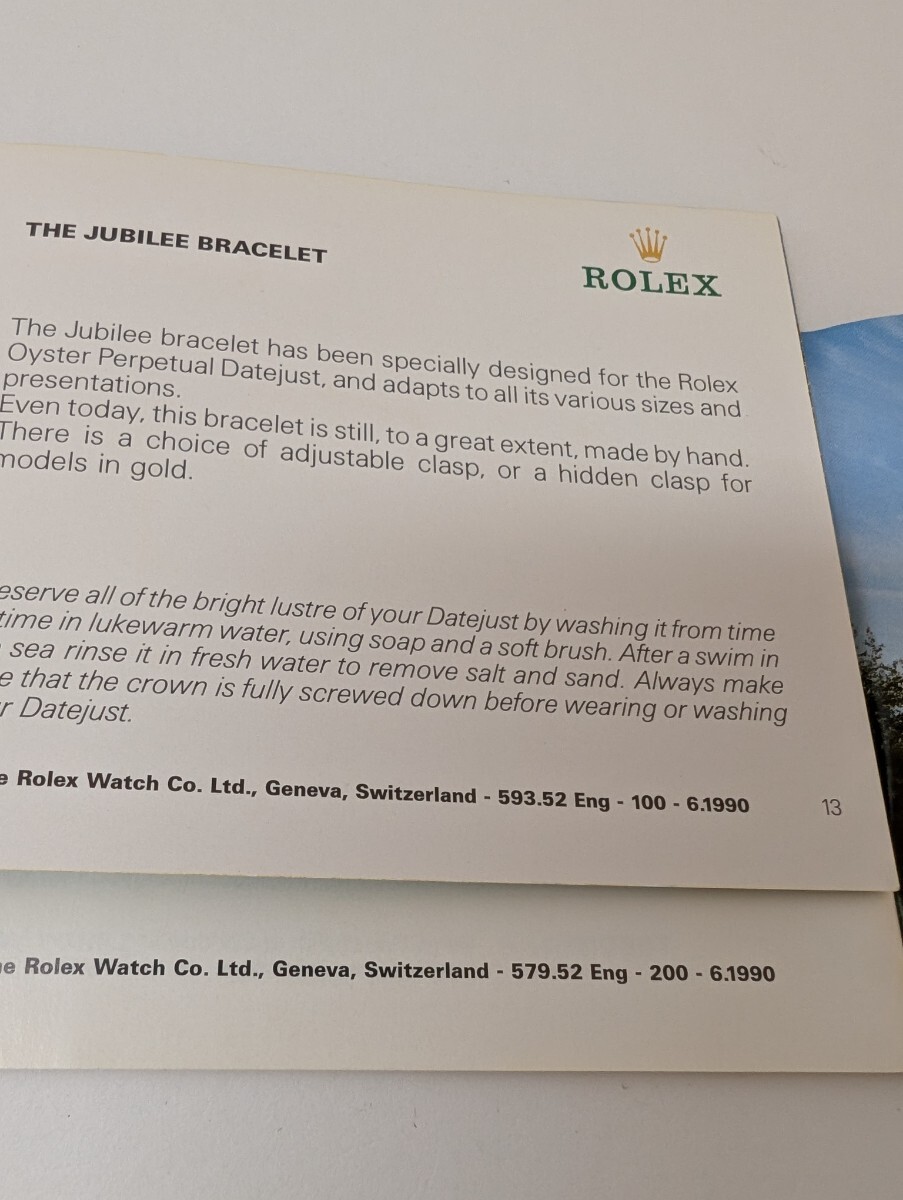 THE JUBILEE BRACELET
ROLEX
The Jubilee bracelet has been specially designed for the Rolex
Oyster Perpetual Datejust, and adapts to all its various sizes and
presentations.
Even today, this bracelet is still, to a great extent, made by hand.
There is a choice of adjustable clasp, or a hidden clasp for
models in gold.
eserve all of the bright lustre of your Datejust by washing it from time
time in lukewarm water, using soap and a soft brush. After a swim in
sea rinse it in fresh water to remove salt and sand. Always make
e that the crown is fully screwed down before wearing or washing
r Datejust.
e Rolex Watch Co. Ltd., Geneva, Switzerland - 593.52 Eng - 100 - 6.1990
13
e Rolex Watch Co. Ltd., Geneva, Switzerland - 579.52 Eng - 200 - 6.1990